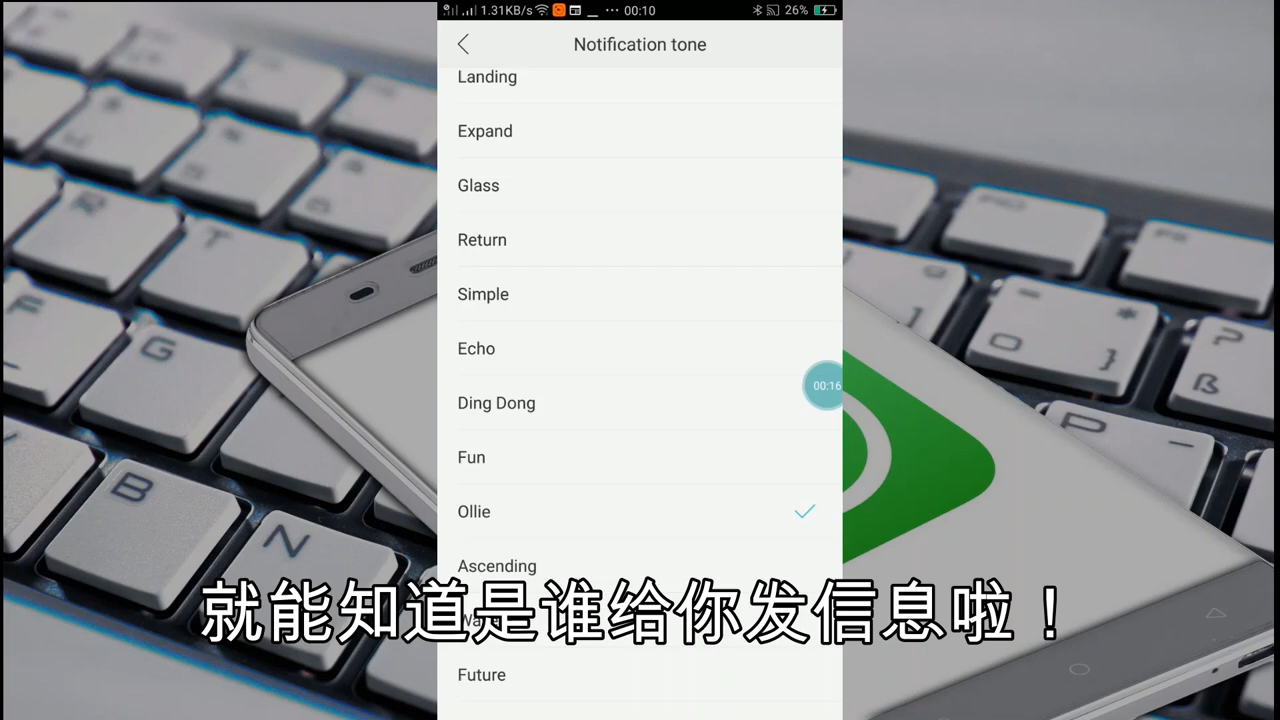 1.31KB/s ··· 00:10 26%
Notification tone
Landing
Expand
Glass
Return
Simple
Echo
Ding Dong
00:16
Fun
Ollie
Ascending
就能知道是谁给你发信息啦！
Future
R
T
F
G
B
N
P